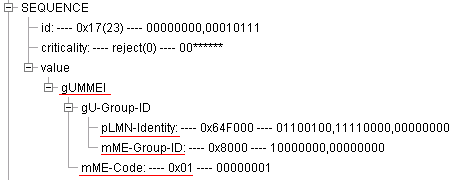 SEQUENCE
id: ---- 0x17(23) ---- 00000000,00010111
criticality: ---- reject(0) ---- 00******
value
gUMMEI
gU-Group-ID
pLMN-Identity: ---- 0x64F000 ---- 01100100,11110000,00000000
mME-Group-ID: ---- 0x8000 ---- 10000000,00000000
mME-Code: ---- 0x01 ---- 00000001